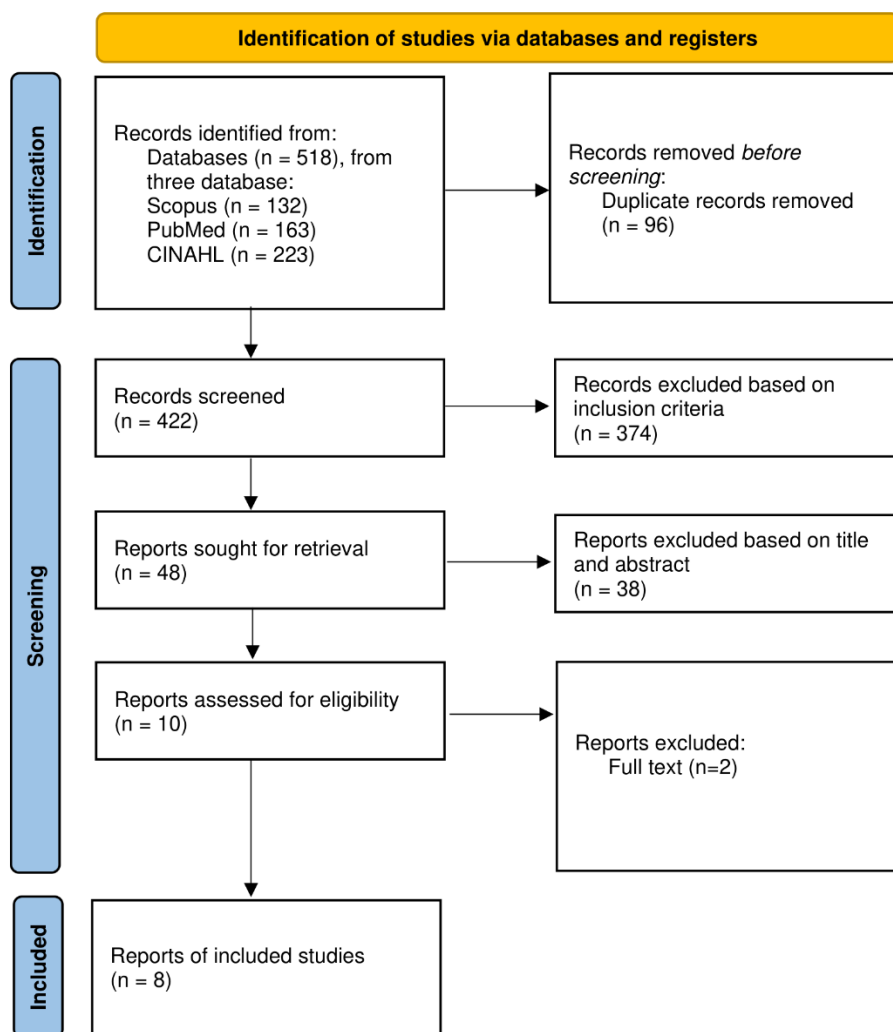 Identification of studies via databases and registers
Identification
Records identified from:
Databases (n = 518), from
three database:
Scopus (n = 132)
PubMed (n = 163)
CINAHL (n = 223)
Records removed before
screening:
Duplicate records removed
(n = 96)
Screening
Records screened
(n = 422)
Records excluded based on
inclusion criteria
(n = 374)
Reports sought for retrieval
(n = 48)
Reports excluded based on title
and abstract
(n = 38)
Reports assessed for eligibility
(n = 10)
Reports excluded:
Full text (n=2)
Included
Reports of included studies
(n = 8)